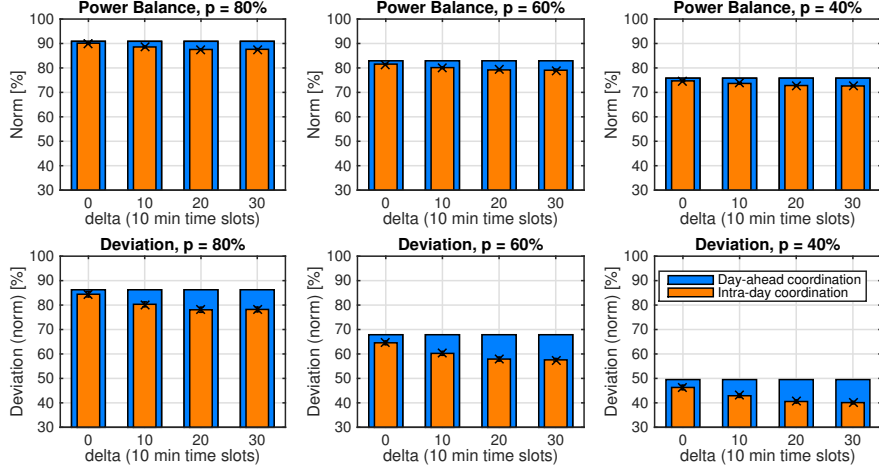 Power Balance, p = 80%
Power Balance, p = 60%
Power Balance, p = 40%
Norm [%]
100
90
80
70
60
50
40
30
0 10 20 30
delta (10 min time slots)
Norm [%]
100
90
80
70
60
50
40
30
0 10 20 30
delta (10 min time slots)
Norm [%]
100
90
80
70
60
50
40
30
0 10 20 30
delta (10 min time slots)
Deviation, p = 80%
Deviation, p = 60%
Deviation, p = 40%
Deviation (norm) [%]
100
90
80
70
60
50
40
30
0 10 20 30
delta (10 min time slots)
Deviation (norm) [%]
100
90
80
70
60
50
40
30
0 10 20 30
delta (10 min time slots)
Deviation (norm) [%]
100
90
80
70
60
50
40
30
Day-ahead coordination
Intra-day coordination
0 10 20 30
delta (10 min time slots)